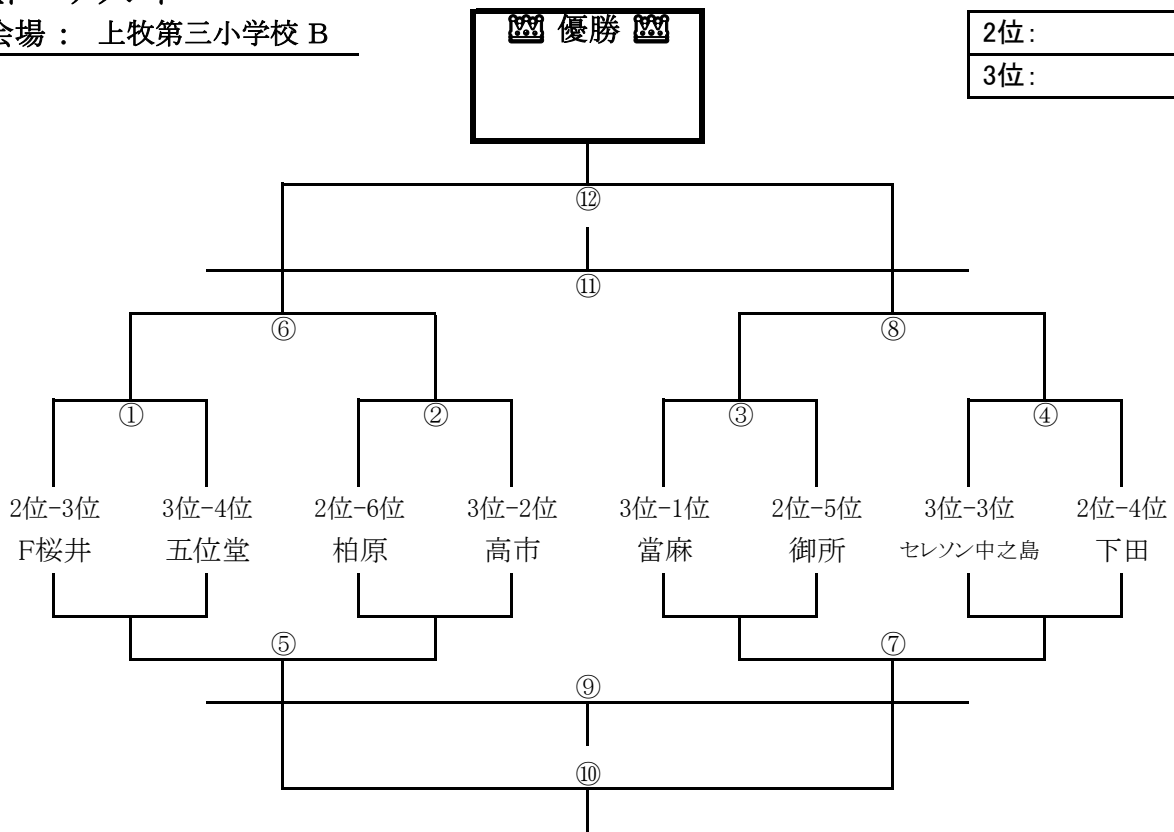 会場： 上牧第三小学校 B
優勝
2位：
3位：
⑫
⑪
⑥ ⑧
① ② ③ ④
2位-3位 3位-4位 2位-6位 3位-2位 3位-1位 2位-5位 3位-3位 2位-4位
F桜井 五位堂 柏原 高市 當麻 御所 セレソン中之島 下田
⑤ ⑦
⑨
⑩